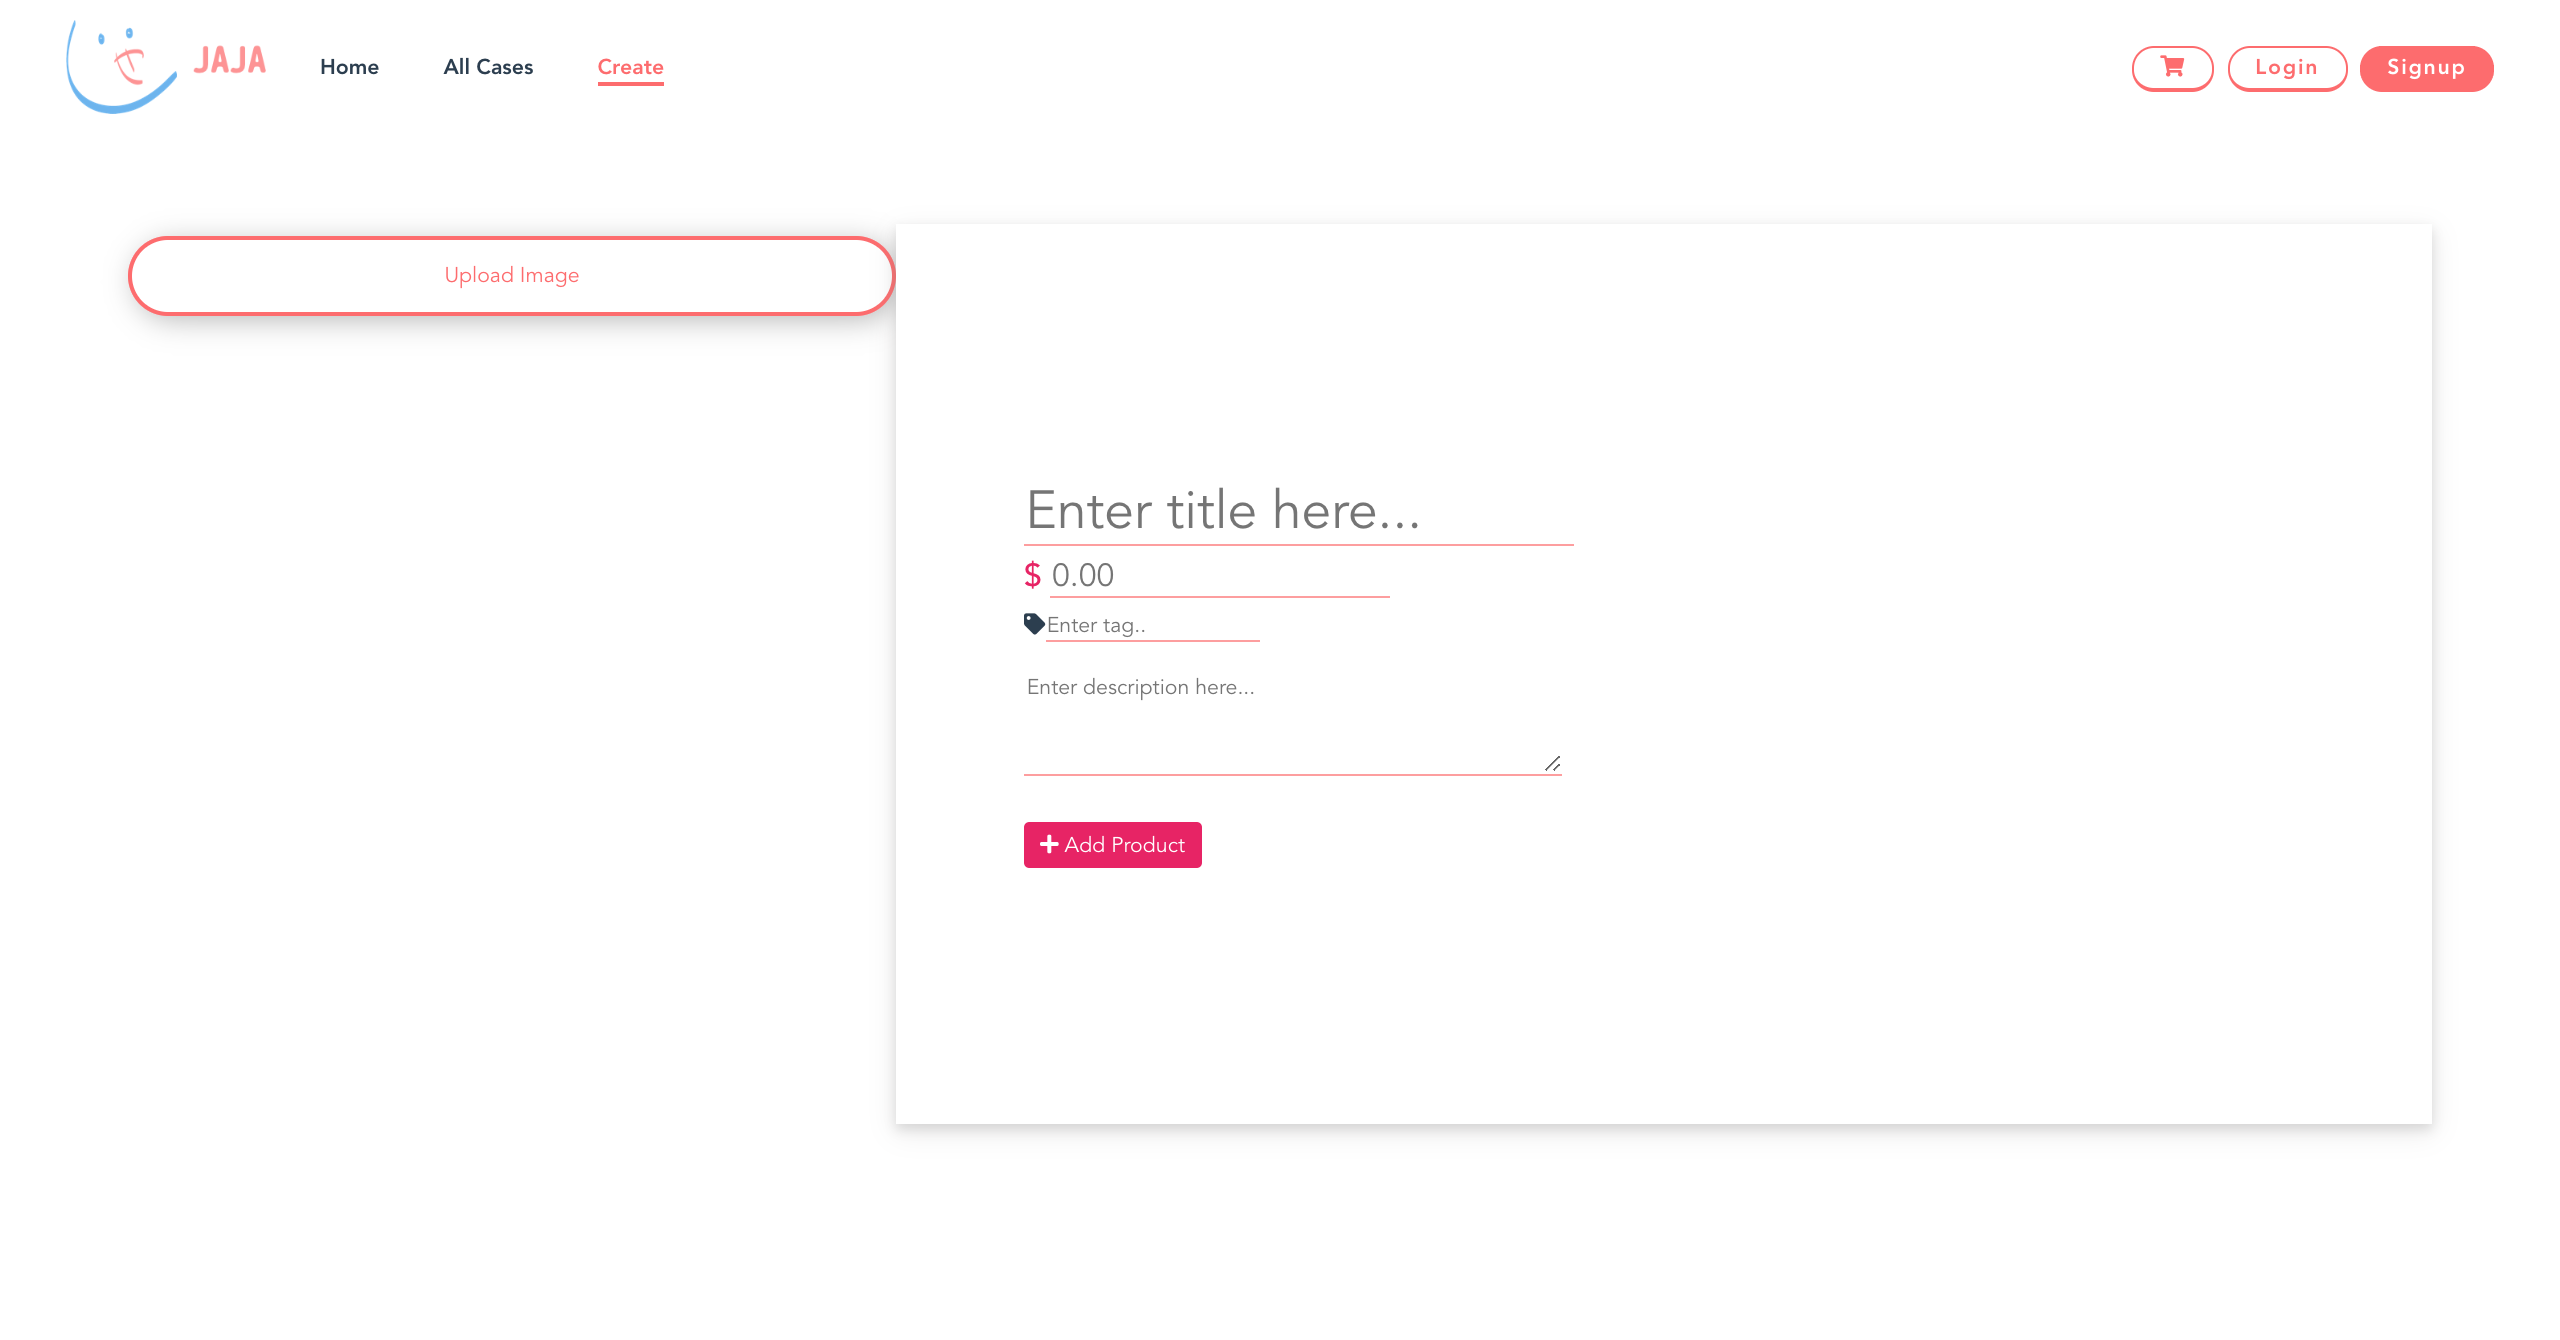 JAJA
Home All Cases Create
Login Signup
Upload Image
Enter title here...
$ 0.00
Enter tag..
Enter description here...
Add Product